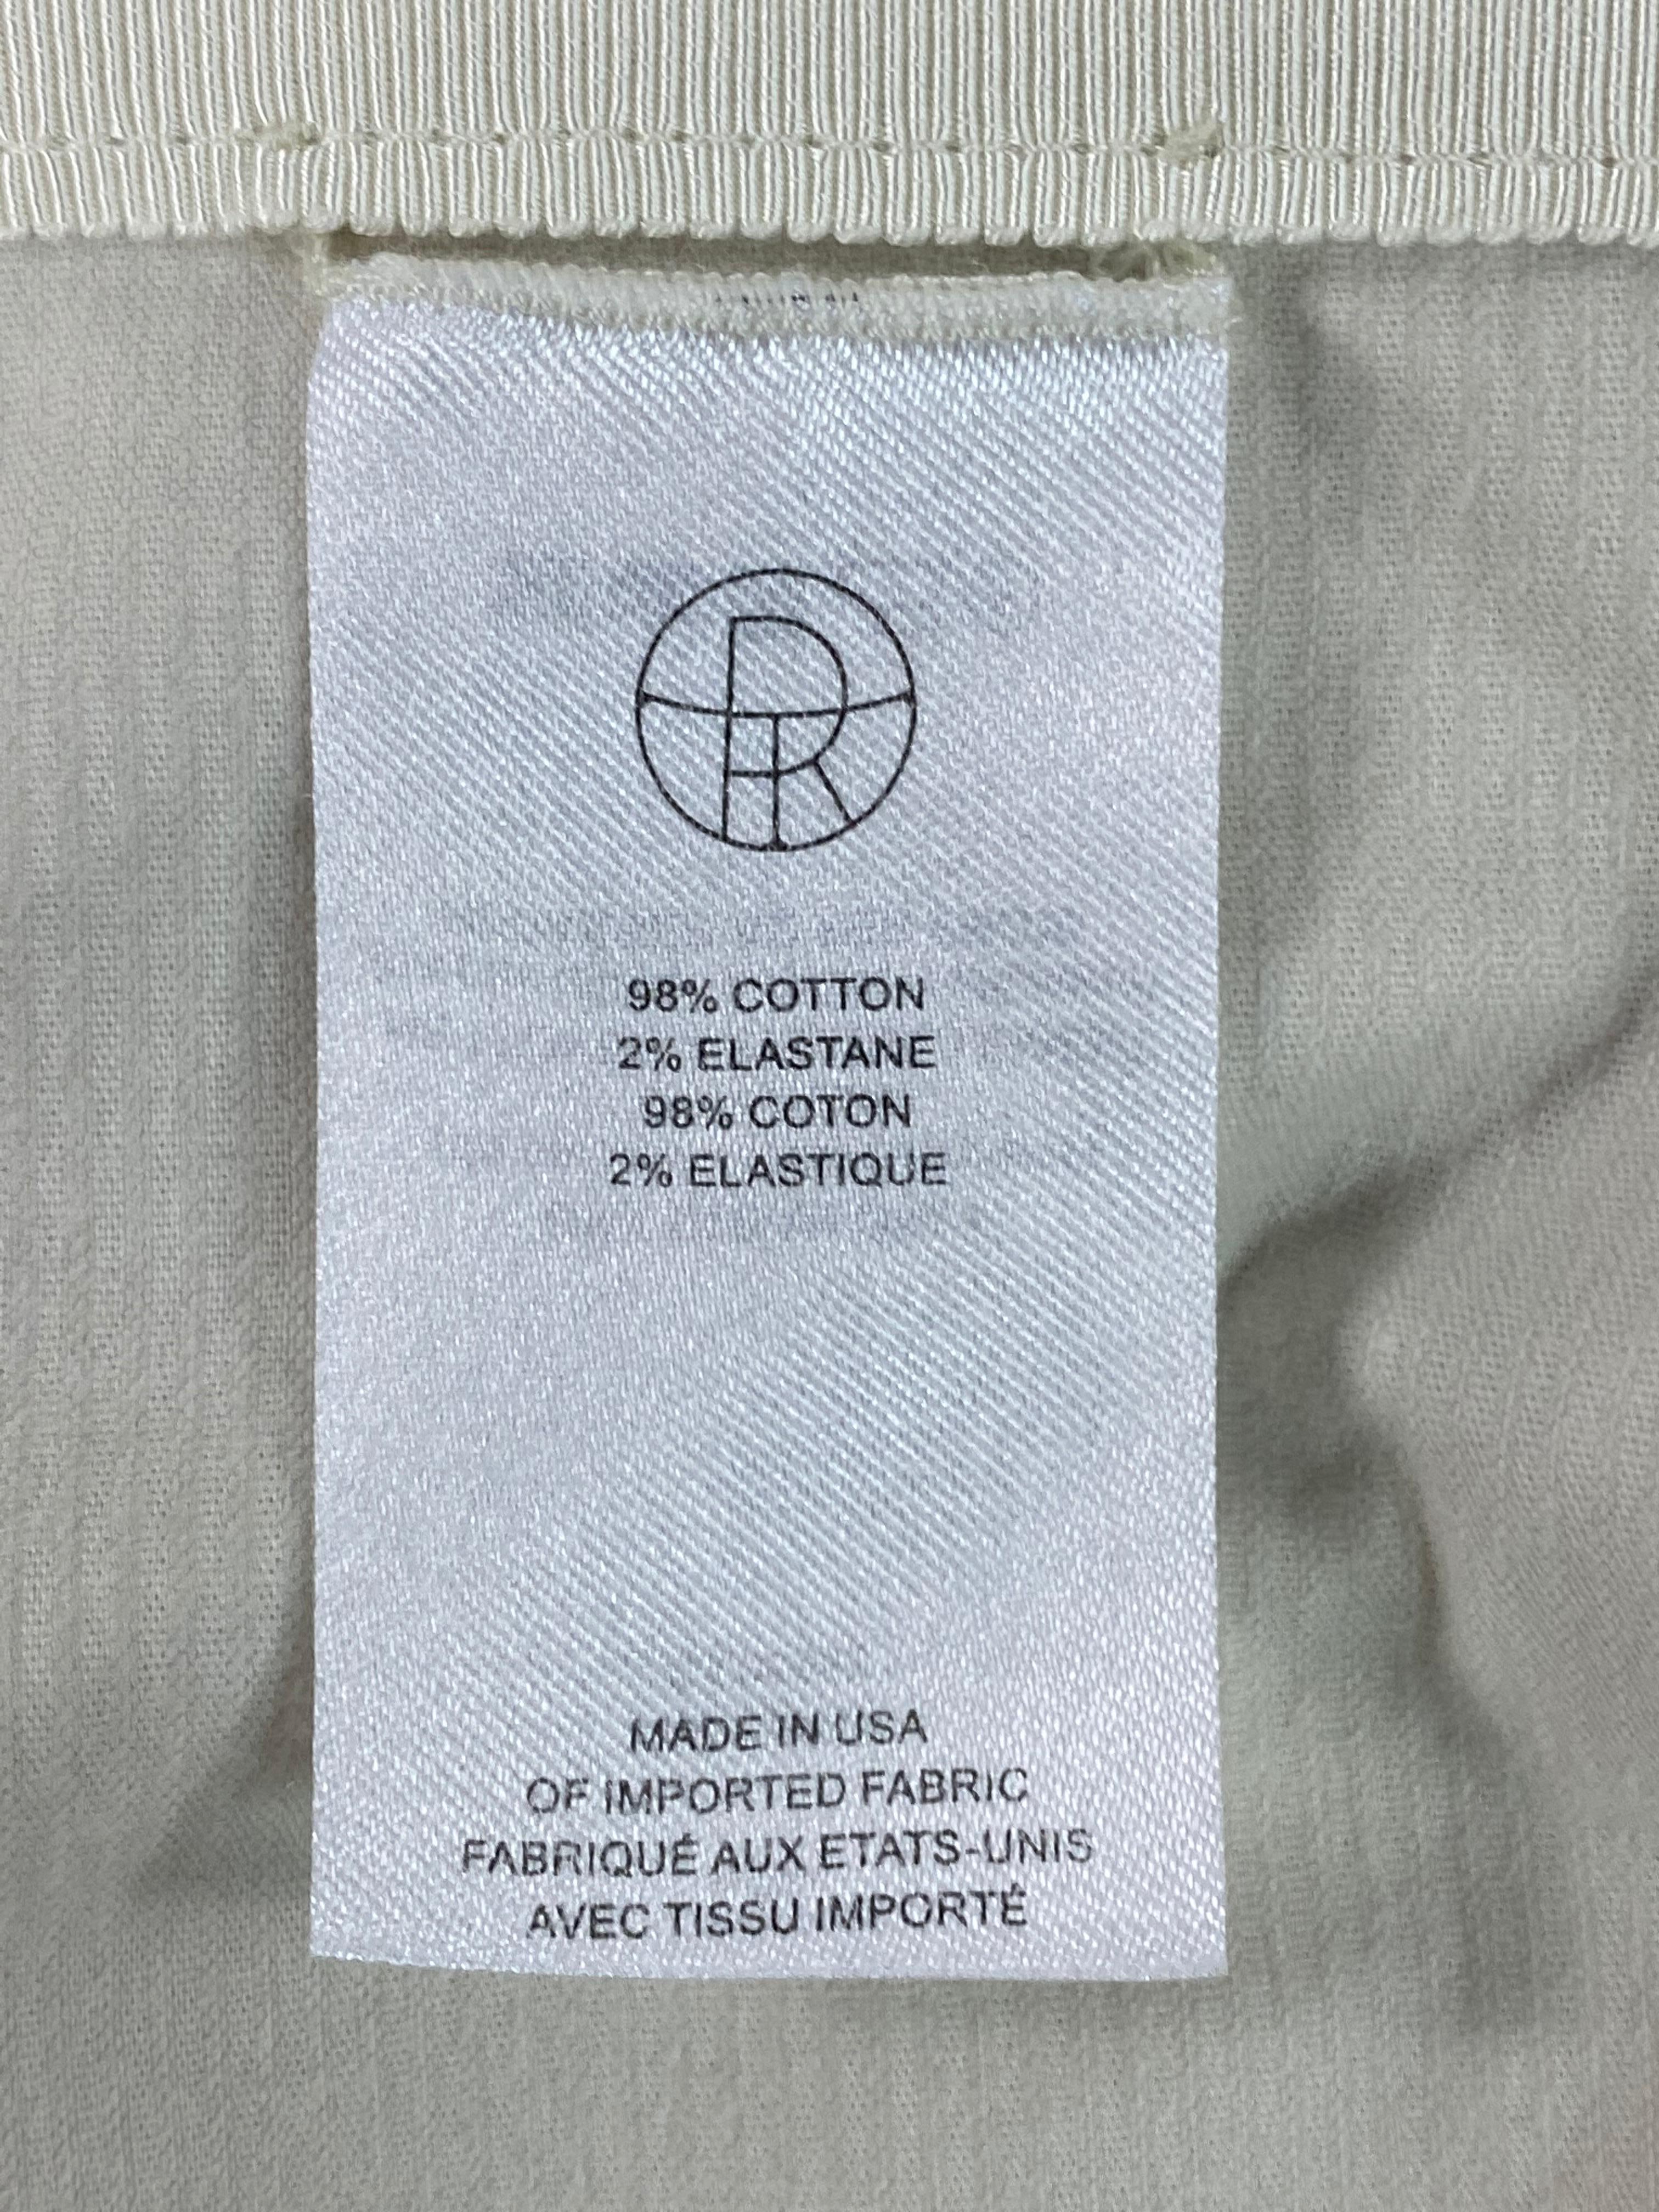 98% COTTON
2% ELASTANE
98% COTON
2% ELASTIQUE
MADE IN USA
OF IMPORTED FABRIC
FABRIQUÉ AUX ETATS-UNIS
AVEC TISSU IMPORTÉ